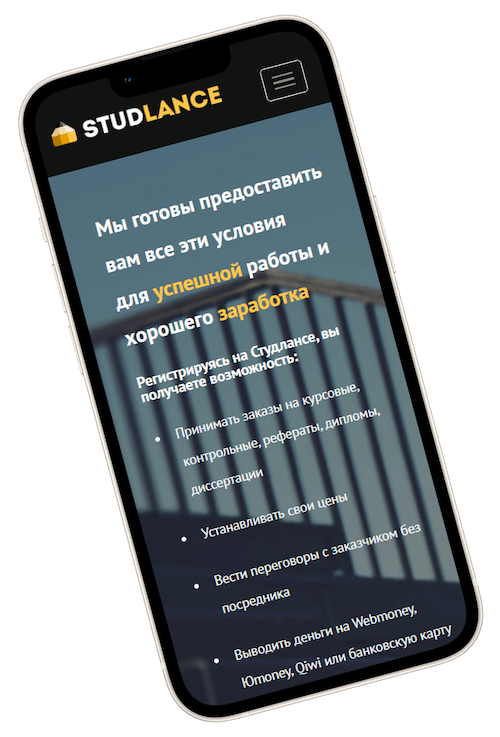 STUDLANCE
Мы готовы предоставить
вам все эти условия
для успешной работы и
хорошего заработка
Регистрируясь на Студлансе, вы
получаете возможность:
Принимать заказы на курсовые,
контрольные, рефераты, дипломы,
диссертации
Устанавливать свои цены
Вести переговоры с заказчиком без
посредника
Выводить деньги на Webmoney,
Юmoney, Qiwi или банковскую карту